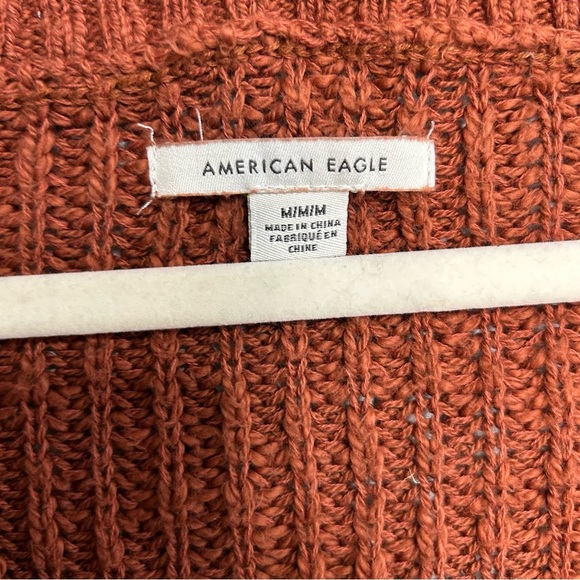 AMERICAN EAGLE
M/M/M
MADE IN CHINA
FABRIQUÉ EN
CHINE